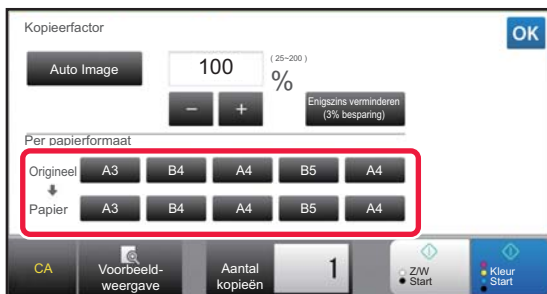 Kopieerfactor
OK
Auto Image
100
(25~200)
%
− +
Enigszins verminderen
(3% besparing)
Per papierformaat
Origineel A3 B4 A4 B5 A4
Papier A3 B4 A4 B5 A4
CA
Voorbeeld-
weergave
Aantal
kopieën
1
Z/W
Start
Kleur
Start